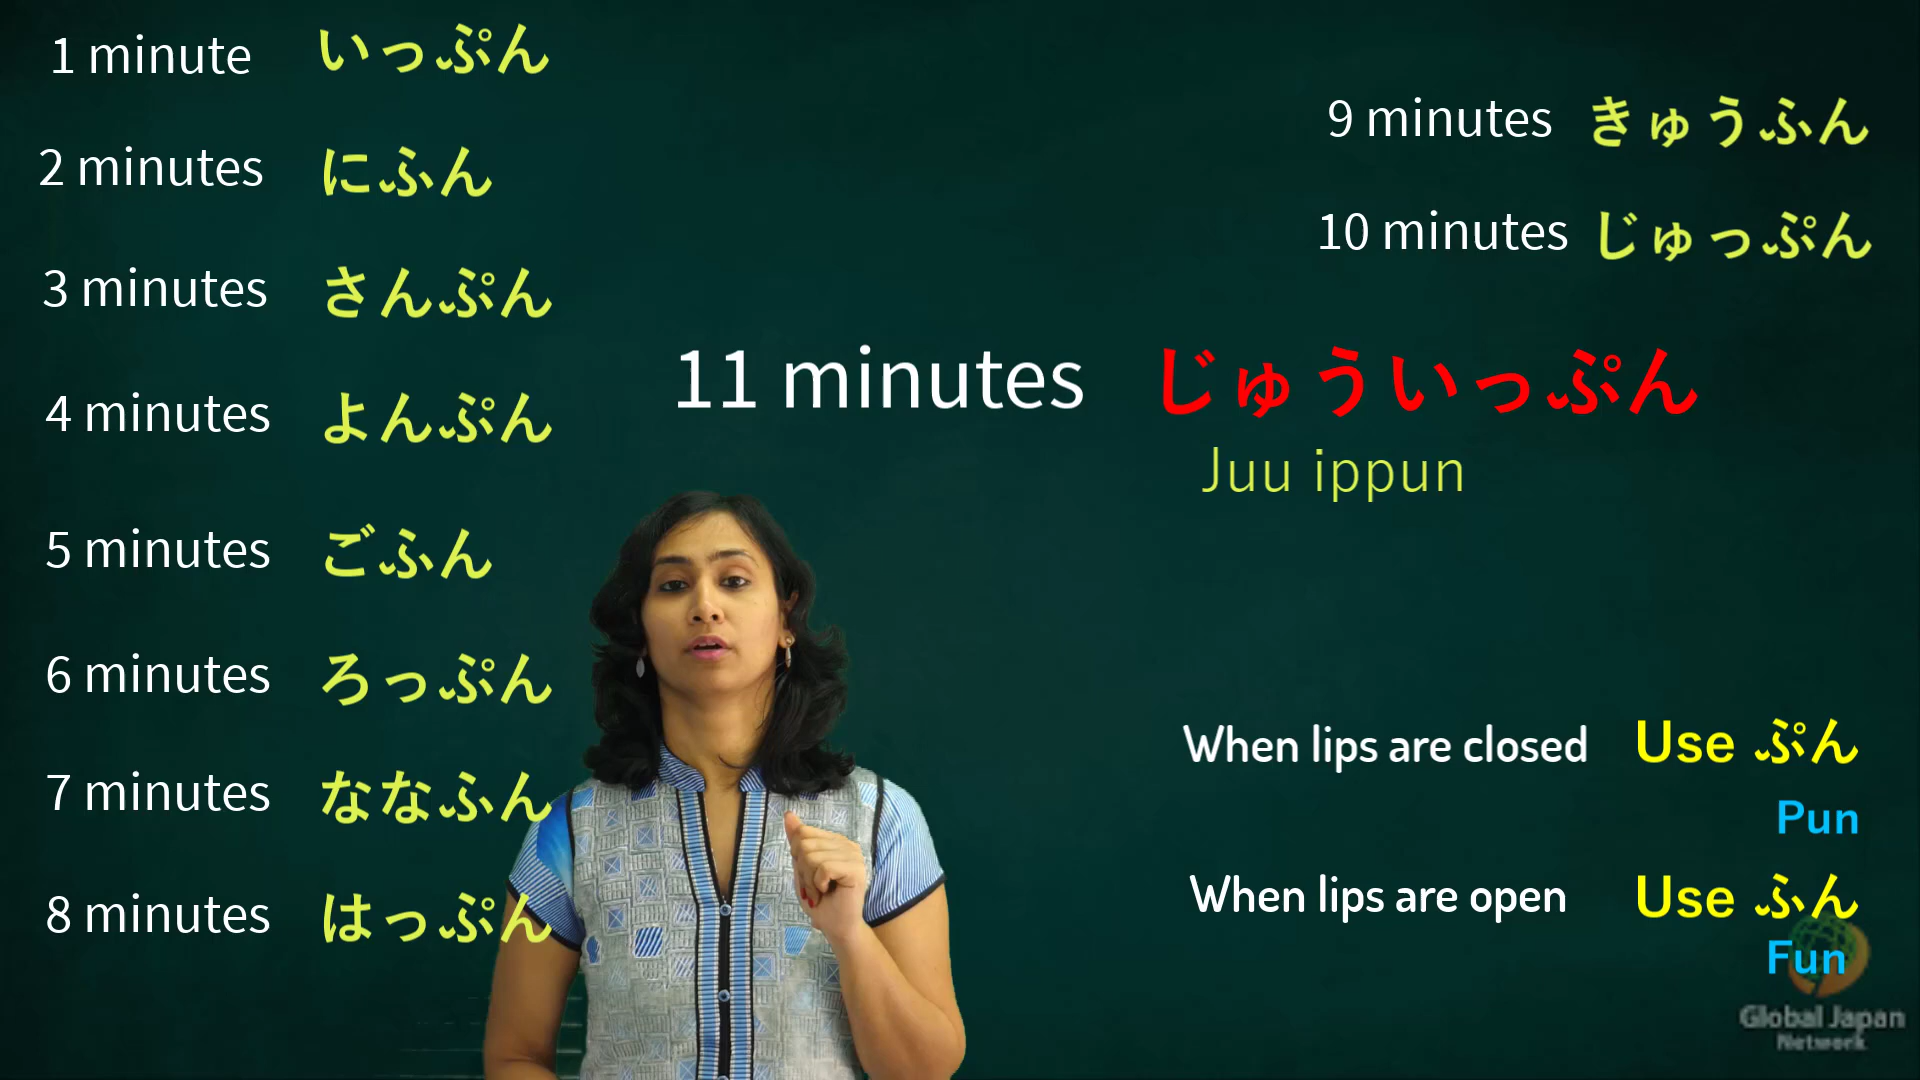 1 minute いっぷん
2 minutes にふん
3 minutes さんぷん
4 minutes よんぷん
5 minutes ごふん
6 minutes ろっぷん
7 minutes ななふん
8 minutes はっぷん
9 minutes きゅうふん
10 minutes じゅっぷん
11 minutes じゅういっぷん
Juu ippun
When lips are closed Use ぷん
Pun
When lips are open Use ふん
Fun
Global Japan
Network